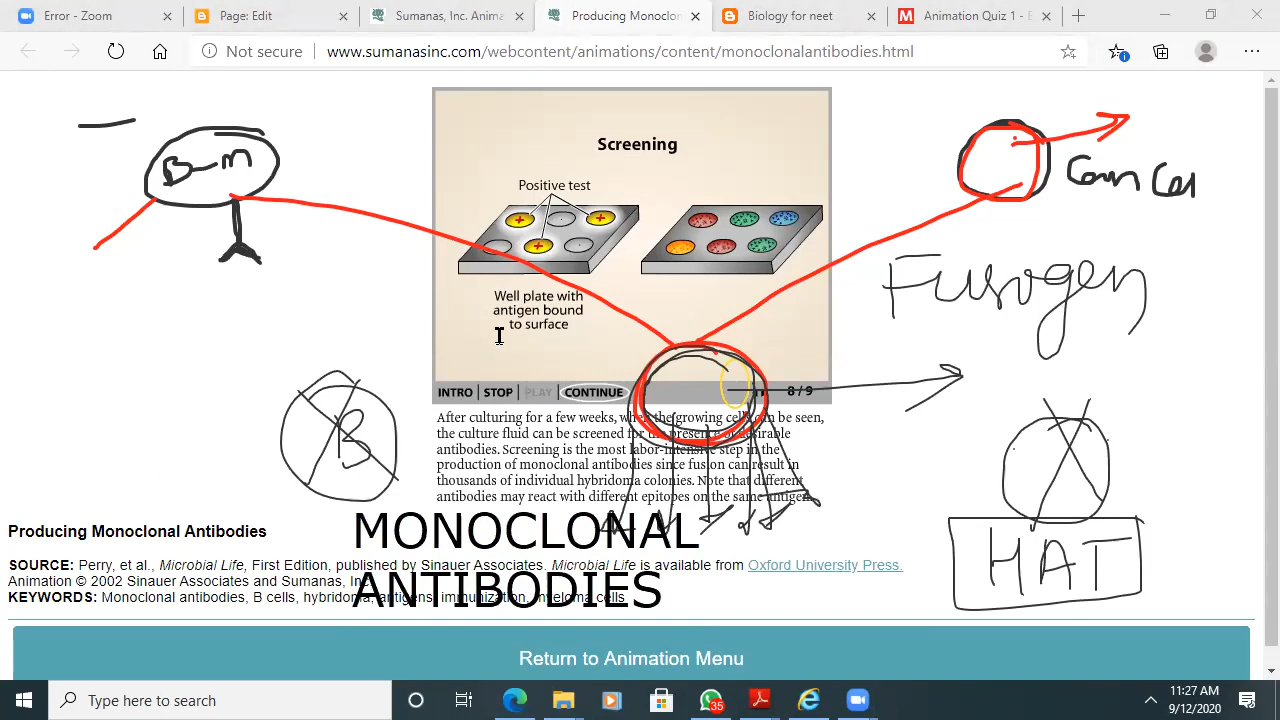 Error - Zoom
Page: Edit
Sumanas, Inc. Anima
Producing Monoclon
Biology for neet
Animation Quiz 1 - E
Not secure
www.sumanasinc.com/webcontent/animations/content/monoclonalantibodies.html
Screening
Positive test
Well plate with
antigen bound
to surface
B-m
Cancer
Fusogen
INTRO STOP PLAY CONTINUE 8/9
After culturing for a few weeks, when the growing cells can be seen,
the culture fluid can be screened for the presence of desirable
antibodies. Screening is the most labor-intensive step in the
production of monoclonal antibodies since fusion can result in
thousands of individual hybridoma colonies. Note that different
antibodies may react with different epitopes on the same antigen.
B
HAT
MONOCLONAL
ANTIBODIES
Producing Monoclonal Antibodies
SOURCE: Perry, et al., Microbial Life, First Edition, published by Sinauer Associates. Microbial Life is available from Oxford University Press.
Animation © 2002 Sinauer Associates and Sumanas, Inc.
KEYWORDS: Monoclonal antibodies, B cells, hybridoma, antigens, immunization, myeloma cells
Return to Animation Menu
Type here to search
35
11:27 AM
9/12/2020